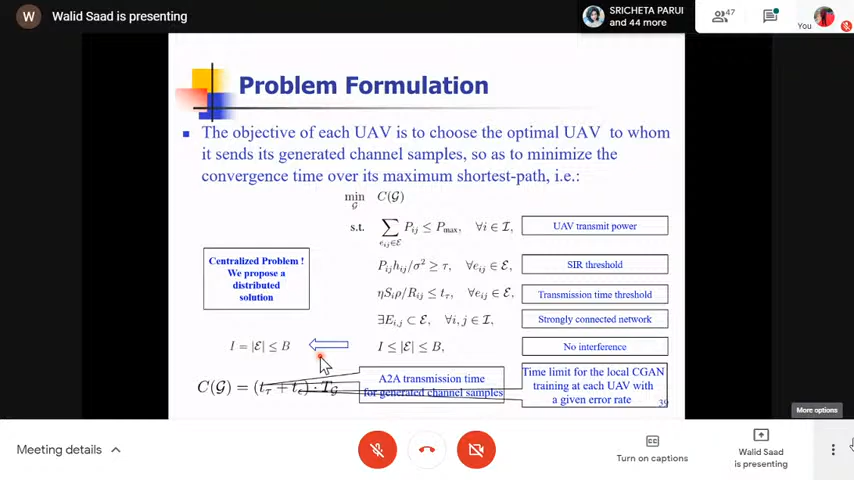 W Walid Saad is presenting
SRICHETA PARUI
and 44 more
47
You
Problem Formulation
The objective of each UAV is to choose the optimal UAV to whom
it sends its generated channel samples, so as to minimize the
convergence time over its maximum shortest-path, i.e.:
min C(𝒢)
𝒢
s.t. ∑ P_ij ≤ P_max, ∀i ∈ ℐ, UAV transmit power
e_ij∈ℰ
P_ij h_ij/σ² ≥ τ, ∀e_ij ∈ ℰ, SIR threshold
Centralized Problem !
We propose a
distributed
solution
ηS_iρ/R_ij ≤ t_τ, ∀e_ij ∈ ℰ, Transmission time threshold
∃E_i,j ⊂ ℰ, ∀i, j ∈ ℐ, Strongly connected network
I = |ℰ| ≤ B I ≤ |ℰ| ≤ B, No interference
C(𝒢) = (t_τ + t_c) · T_𝒢
A2A transmission time
for generated channel samples
Time limit for the local CGAN
training at each UAV with
a given error rate
39
More options
Meeting details
Turn on captions
Walid Saad
is presenting